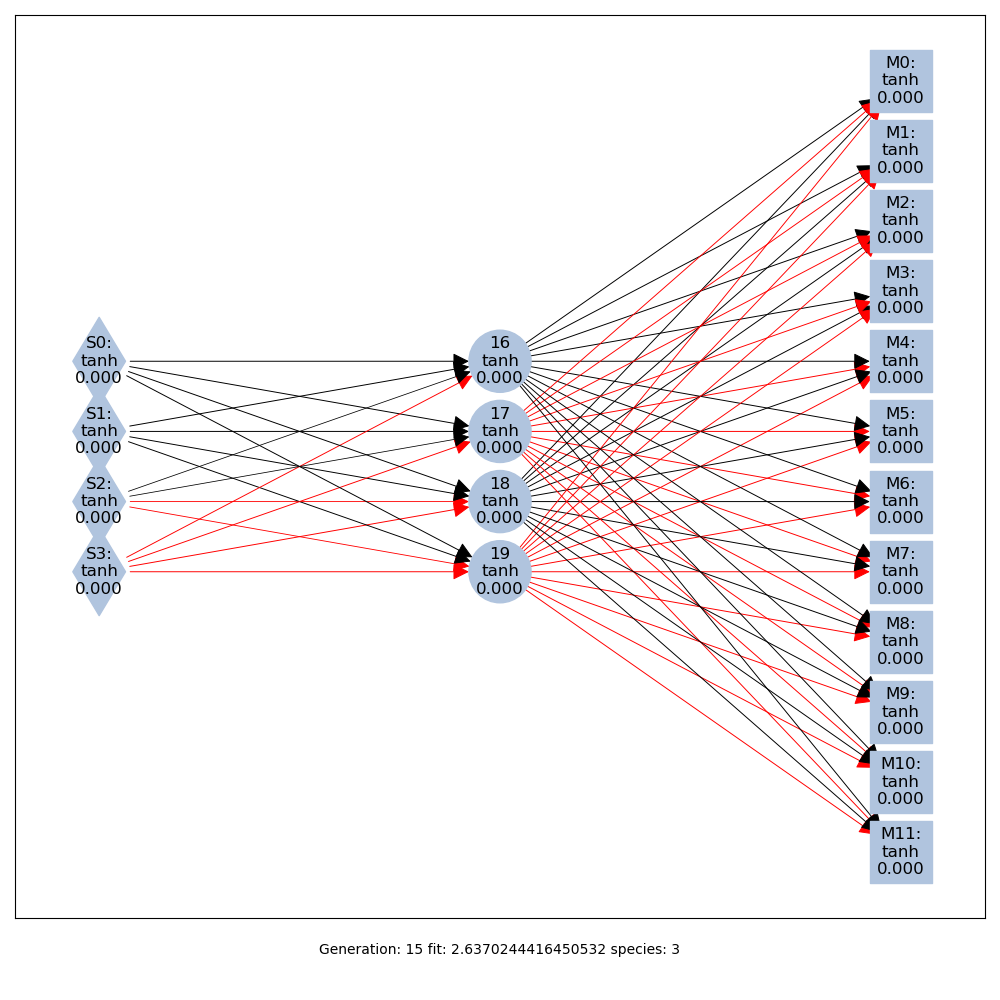 S0:
tanh
0.000
S1:
tanh
0.000
S2:
tanh
0.000
S3:
tanh
0.000
16
tanh
0.000
17
tanh
0.000
18
tanh
0.000
19
tanh
0.000
M0:
tanh
0.000
M1:
tanh
0.000
M2:
tanh
0.000
M3:
tanh
0.000
M4:
tanh
0.000
M5:
tanh
0.000
M6:
tanh
0.000
M7:
tanh
0.000
M8:
tanh
0.000
M9:
tanh
0.000
M10:
tanh
0.000
M11:
tanh
0.000
Generation: 15 fit: 2.6370244416450532 species: 3